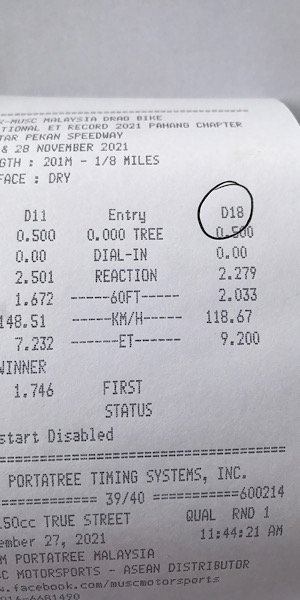 MUSC MALAYSIA DRAG BIKE
TIONAL ET RECORD 2021 PAHANG CHAPTER
TAR PEKAN SPEEDWAY
& 28 NOVEMBER 2021
GTH : 201M - 1/8 MILES
FACE : DRY
D11 Entry D18
0.500 0.000 TREE 0.500
0.00 DIAL-IN 0.00
2.501 REACTION 2.279
1.672 ------60FT----- 2.033
148.51 ------KM/H----- 118.67
7.232 ------ET------- 9.200
WINNER
1.746 FIRST
STATUS
start Disabled
PORTATREE TIMING SYSTEMS, INC.
============ 39/40 ===========600214
150cc TRUE STREET QUAL RND 1
ember 27, 2021 11:44:21 AM
M PORTATREE MALAYSIA
SC MOTORSPORTS - ASEAN DISTRIBUTOR
w.facebook.com/muscmotorsports
016-6681490